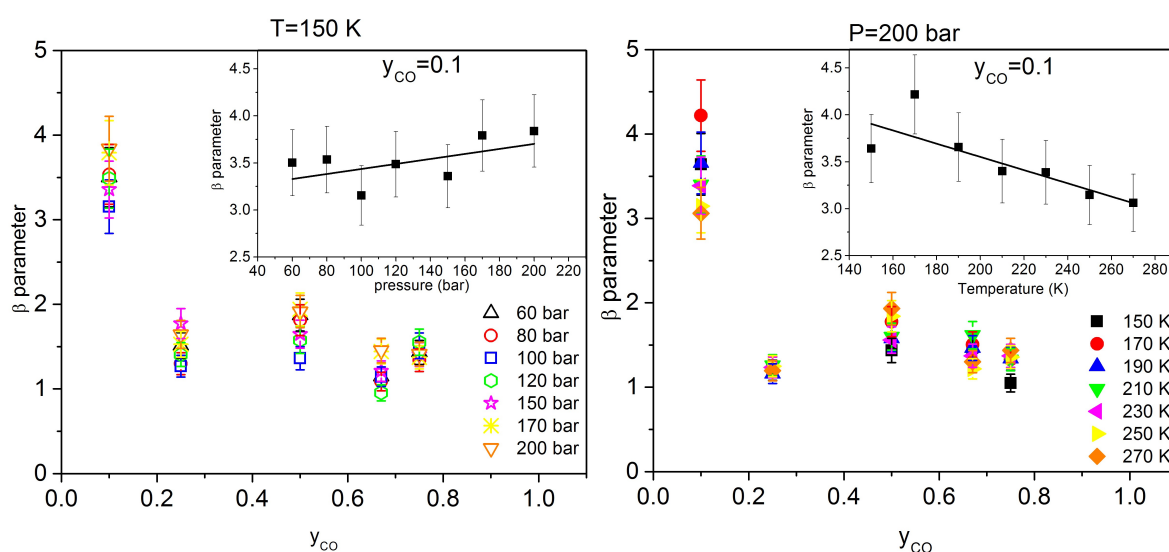 T=150 K
5
4
3
2
1
0
0.0 0.2 0.4 0.6 0.8 1.0
β parameter
yCO
yCO=0.1
4.5
4.0
3.5
3.0
2.5
40 60 80 100 120 140 160 180 200 220
β parameter
pressure (bar)
60 bar
80 bar
100 bar
120 bar
150 bar
170 bar
200 bar
P=200 bar
5
4
3
2
1
0
0.0 0.2 0.4 0.6 0.8 1.0
β parameter
yCO
yCO=0.1
4.5
4.0
3.5
3.0
2.5
140 160 180 200 220 240 260 280
β parameter
Temperature (K)
150 K
170 K
190 K
210 K
230 K
250 K
270 K